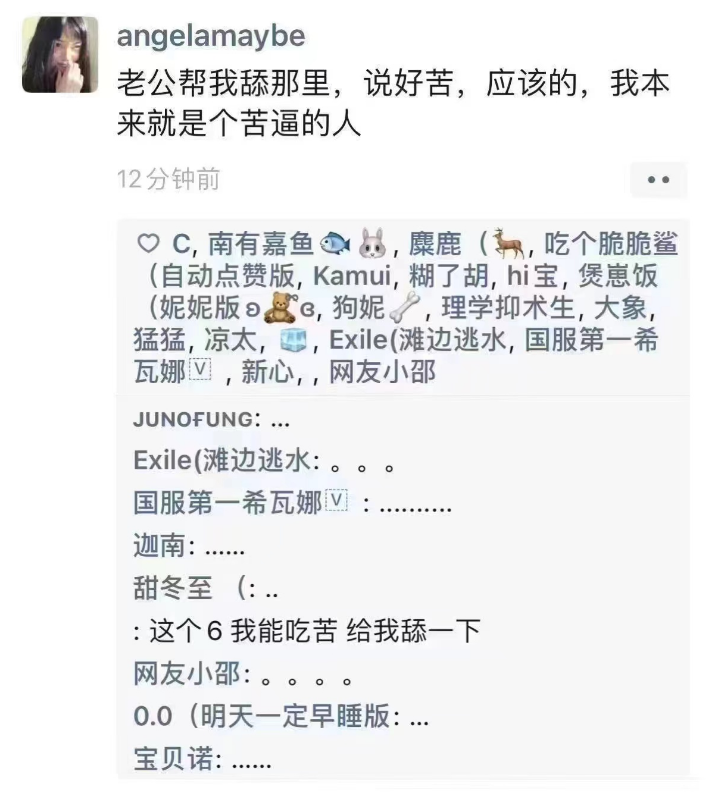 angelamaybe
老公帮我舔那里，说好苦，应该的，我本
来就是个苦逼的人
12分钟前
♡ C, 南有嘉鱼🐟🐰, 麋鹿（🦌, 吃个脆脆鲨
（自动点赞版, Kamui, 糊了胡, hi宝, 煲崽饭
（妮妮版ʚ🧸ɞ, 狗妮🦴, 理学抑术生, 大象,
猛猛, 凉太, 🧊, Exile(滩边逃水, 国服第一希
瓦娜🅅 , 新心, , 网友小邵
ᴊᴜɴᴏғᴜɴɢ: ...
Exile(滩边逃水: 。。。
国服第一希瓦娜🅅 : ..........
迦南: ......
甜冬至 （: ..
: 这个6 我能吃苦 给我舔一下
网友小邵: 。。。。
0.0（明天一定早睡版: ...
宝贝诺: ......